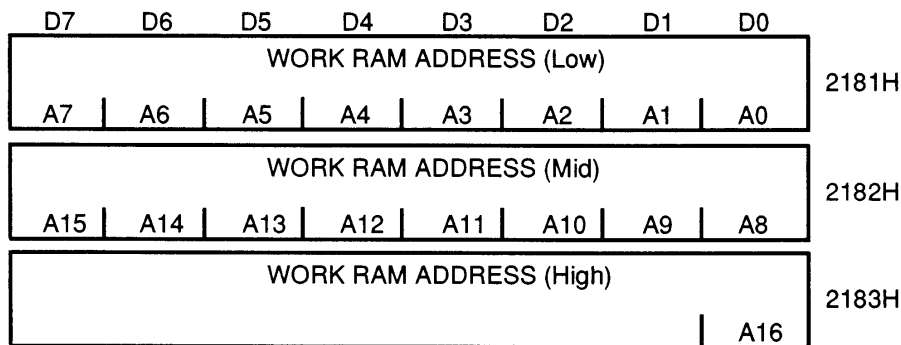 D7 D6 D5 D4 D3 D2 D1 D0
WORK RAM ADDRESS (Low)
2181H
A7 A6 A5 A4 A3 A2 A1 A0
WORK RAM ADDRESS (Mid)
2182H
A15 A14 A13 A12 A11 A10 A9 A8
WORK RAM ADDRESS (High)
2183H
A16